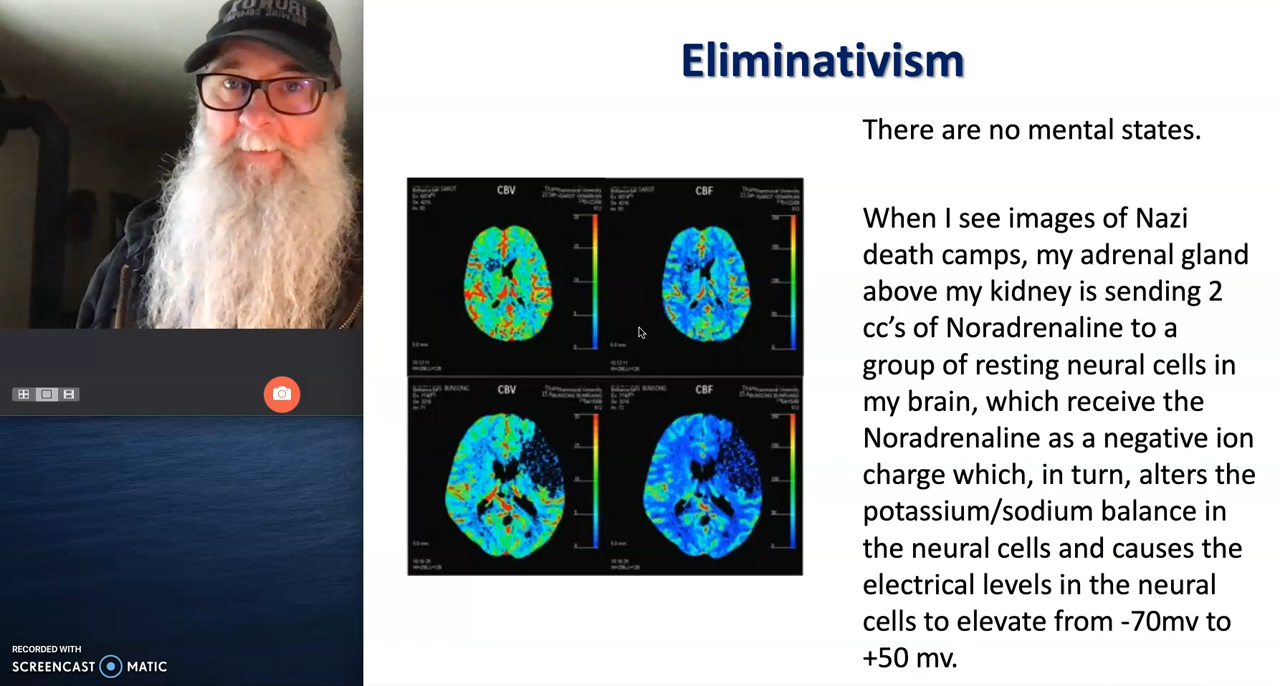 Eliminativism
There are no mental states.
When I see images of Nazi
death camps, my adrenal gland
above my kidney is sending 2
cc’s of Noradrenaline to a
group of resting neural cells in
my brain, which receive the
Noradrenaline as a negative ion
charge which, in turn, alters the
potassium/sodium balance in
the neural cells and causes the
electrical levels in the neural
cells to elevate from -70mv to
+50 mv.
CBV
CBF
CBV
CBF
RECORDED WITH
SCREENCAST MATIC